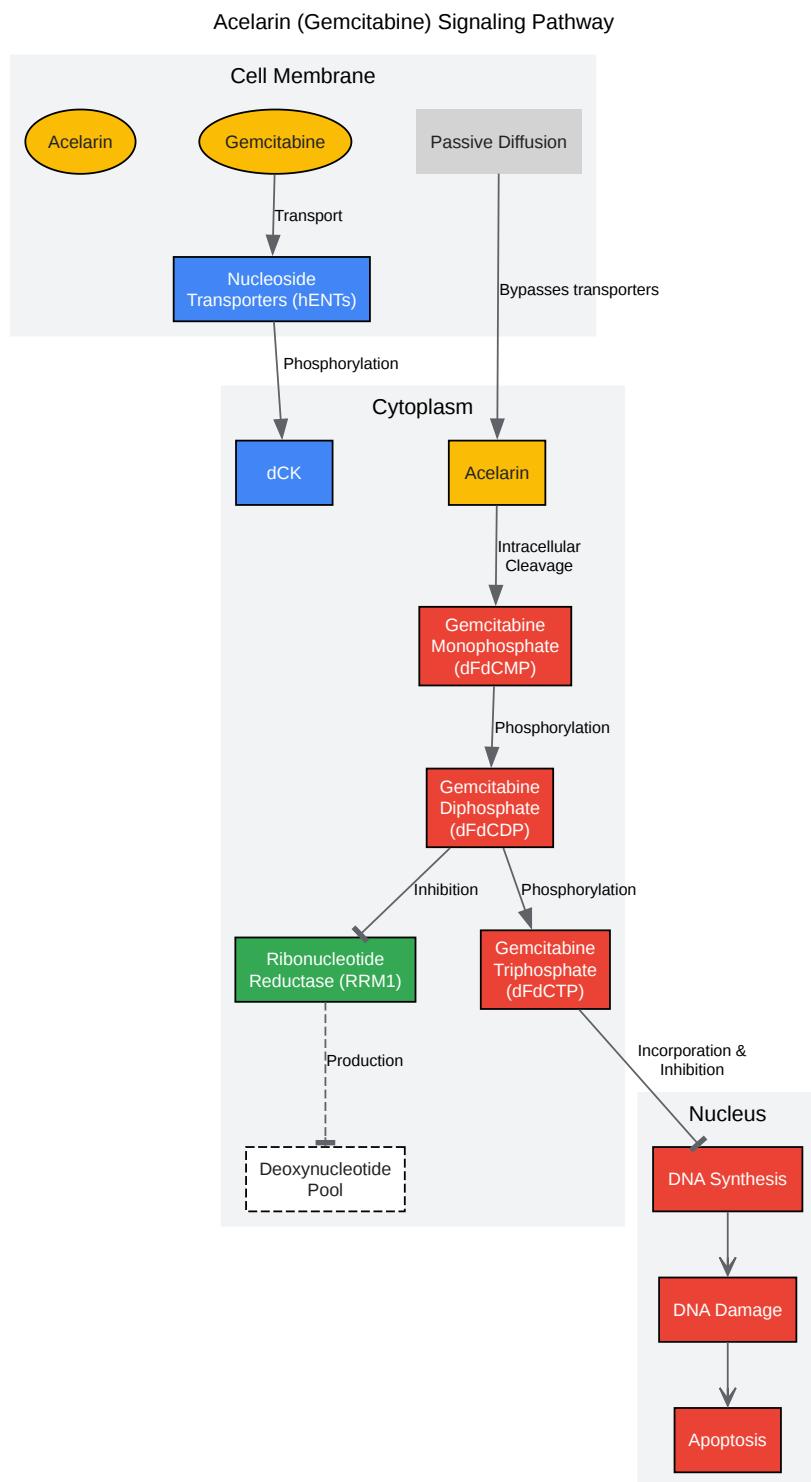 Acelarin (Gemcitabine) Signaling Pathway
Cell Membrane
Acelarin
Gemcitabine
Passive Diffusion
Transport
Nucleoside
Transporters (hENTs)
Bypasses transporters
Phosphorylation
Cytoplasm
dCK
Acelarin
Intracellular
Cleavage
Gemcitabine
Monophosphate
(dFdCMP)
Phosphorylation
Gemcitabine
Diphosphate
(dFdCDP)
Inhibition
Phosphorylation
Ribonucleotide
Reductase (RRM1)
Gemcitabine
Triphosphate
(dFdCTP)
Production
Incorporation &
Inhibition
Nucleus
Deoxynucleotide
Pool
DNA Synthesis
DNA Damage
Apoptosis